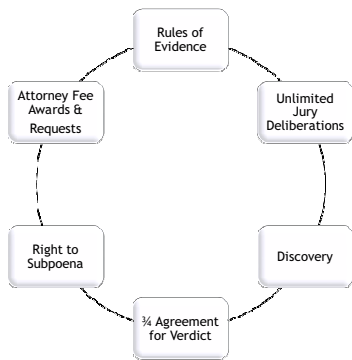 Rules of
Evidence
Unlimited
Jury
Deliberations
Discovery
¾ Agreement
for Verdict
Right to
Subpoena
Attorney Fee
Awards &
Requests